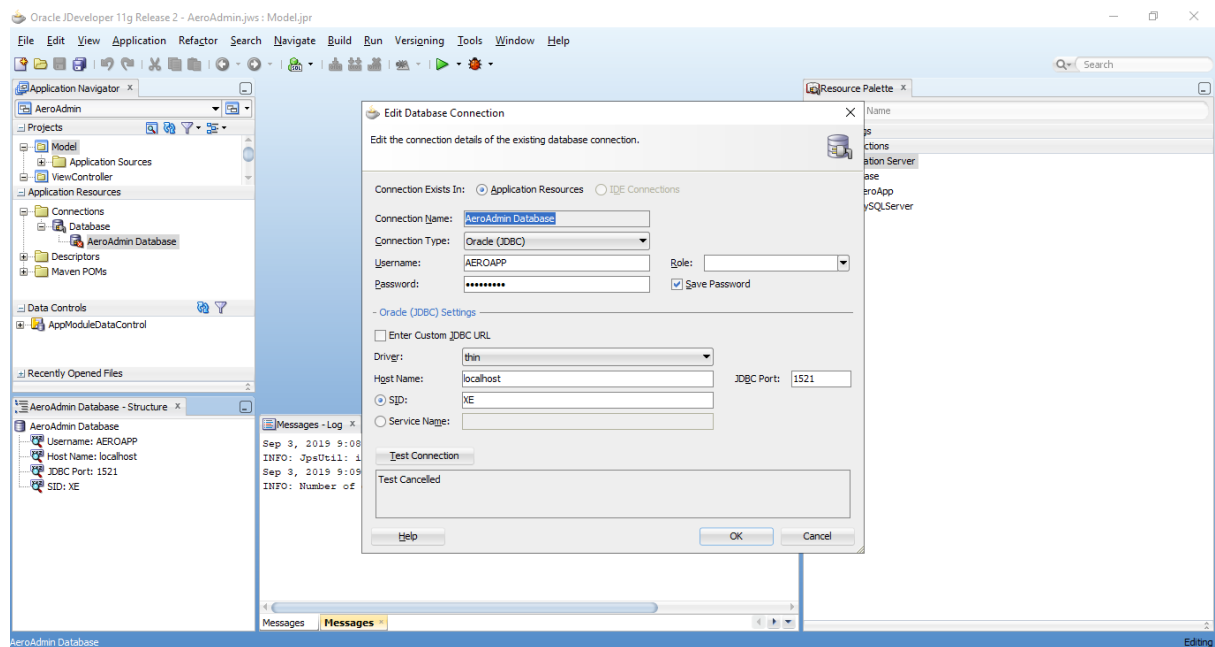 Oracle JDeveloper 11g Release 2 - AeroAdmin.jws : Model.jpr
File Edit View Application Refactor Search Navigate Build Run Versioning Tools Window Help
Search
Application Navigator
AeroAdmin
Projects
Model
Application Sources
ViewController
Application Resources
Connections
Database
AeroAdmin Database
Descriptors
Maven POMs
Data Controls
AppModuleDataControl
Recently Opened Files
AeroAdmin Database - Structure
AeroAdmin Database
Username: AEROAPP
Host Name: localhost
JDBC Port: 1521
SID: XE
Messages - Log
Sep 3, 2019 9:08
INFO: JpsUtil: i
Sep 3, 2019 9:09
INFO: Number of
Messages Messages
Edit Database Connection
Edit the connection details of the existing database connection.
Connection Exists In: Application Resources IDE Connections
Connection Name: AeroAdmin Database
Connection Type: Oracle (JDBC)
Username: AEROAPP Role:
Password: ••••••••• Save Password
- Oracle (JDBC) Settings
Enter Custom JDBC URL
Driver: thin
Host Name: localhost JDBC Port: 1521
SID: XE
Service Name:
Test Connection
Test Cancelled
Help OK Cancel
Resource Palette
Name
gs
ctions
ation Server
ase
eroApp
ySQLServer
AeroAdmin Database
Editing